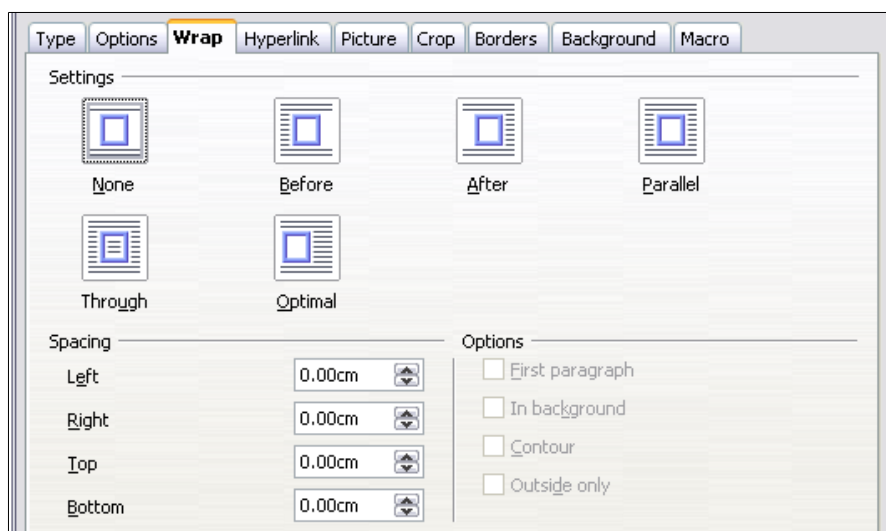 Type Options Wrap Hyperlink Picture Crop Borders Background Macro
Settings
None Before After Parallel
Through Optimal
Spacing Options
Left 0.00cm First paragraph
Right 0.00cm In background
Top 0.00cm Contour
Bottom 0.00cm Outside only